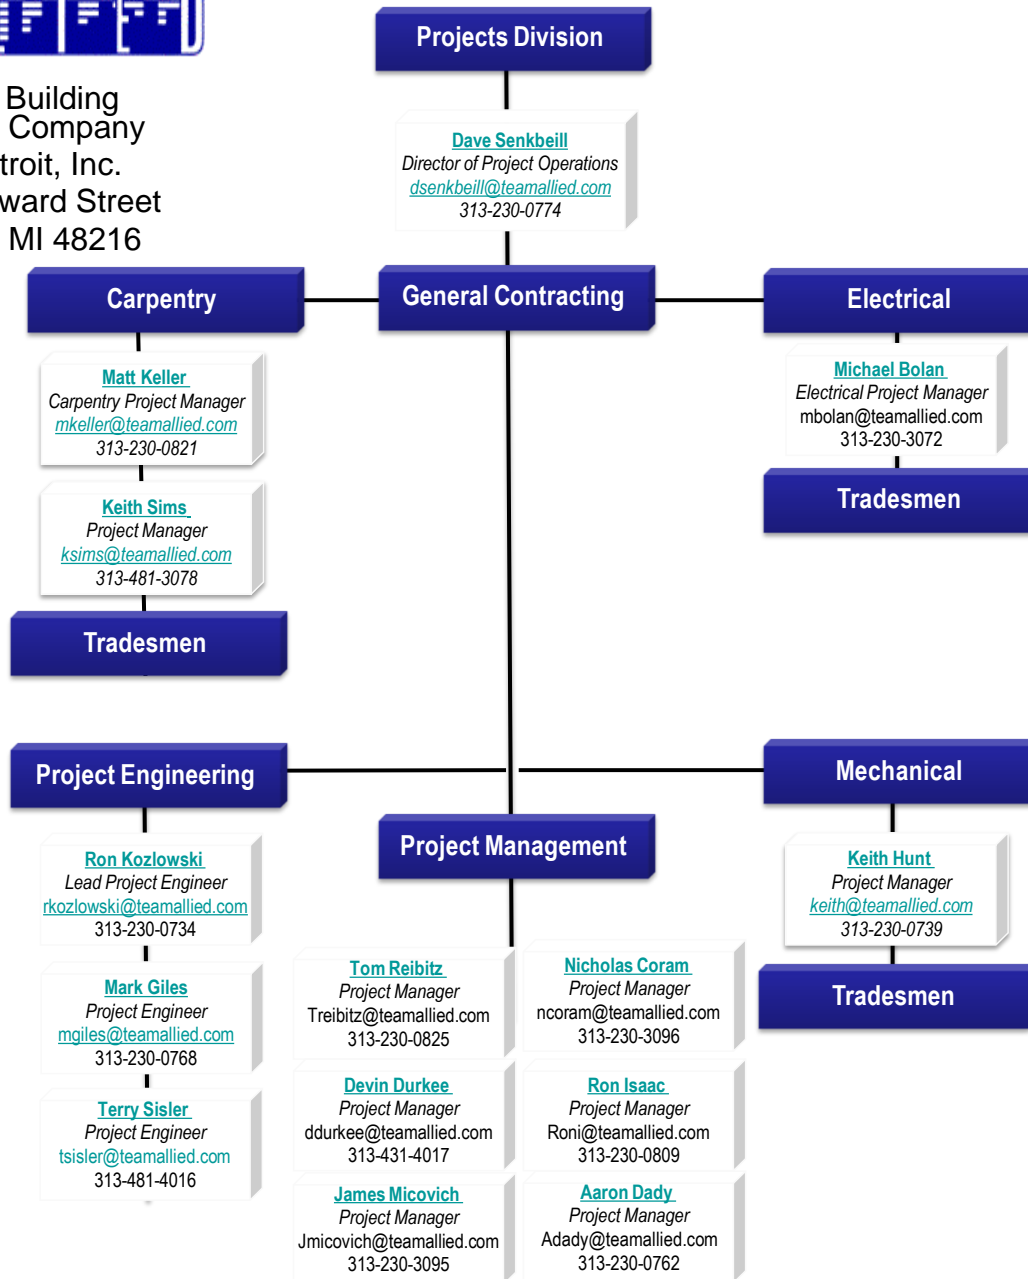 Projects Division
Building
Company
troit, Inc.
ward Street
MI 48216
Dave Senkbeill
Director of Project Operations
dsenkbeill@teamallied.com
313-230-0774
Carpentry
General Contracting
Electrical
Matt Keller
Carpentry Project Manager
mkeller@teamallied.com
313-230-0821
Michael Bolan
Electrical Project Manager
mbolan@teamallied.com
313-230-3072
Keith Sims
Project Manager
ksims@teamallied.com
313-481-3078
Tradesmen
Tradesmen
Project Engineering
Mechanical
Project Management
Ron Kozlowski
Lead Project Engineer
rkozlowski@teamallied.com
313-230-0734
Keith Hunt
Project Manager
keith@teamallied.com
313-230-0739
Tradesmen
Mark Giles
Project Engineer
mgiles@teamallied.com
313-230-0768
Terry Sisler
Project Engineer
tsisler@teamallied.com
313-481-4016
Tom Reibitz
Project Manager
Treibitz@teamallied.com
313-230-0825
Nicholas Coram
Project Manager
ncoram@teamallied.com
313-230-3096
Devin Durkee
Project Manager
ddurkee@teamallied.com
313-431-4017
Ron Isaac
Project Manager
Roni@teamallied.com
313-230-0809
James Micovich
Project Manager
Jmicovich@teamallied.com
313-230-3095
Aaron Dady
Project Manager
Adady@teamallied.com
313-230-0762